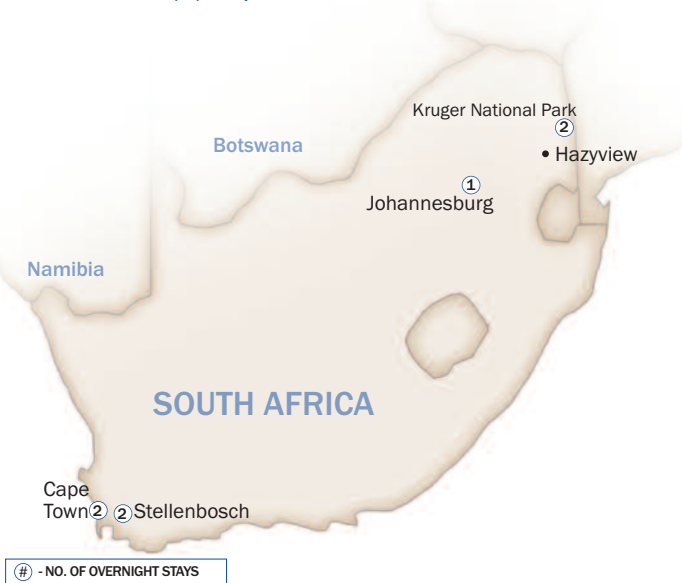 Kruger National Park
2
Botswana
• Hazyview
1
Johannesburg
Namibia
SOUTH AFRICA
Cape
Town 2 2 Stellenbosch
# - NO. OF OVERNIGHT STAYS